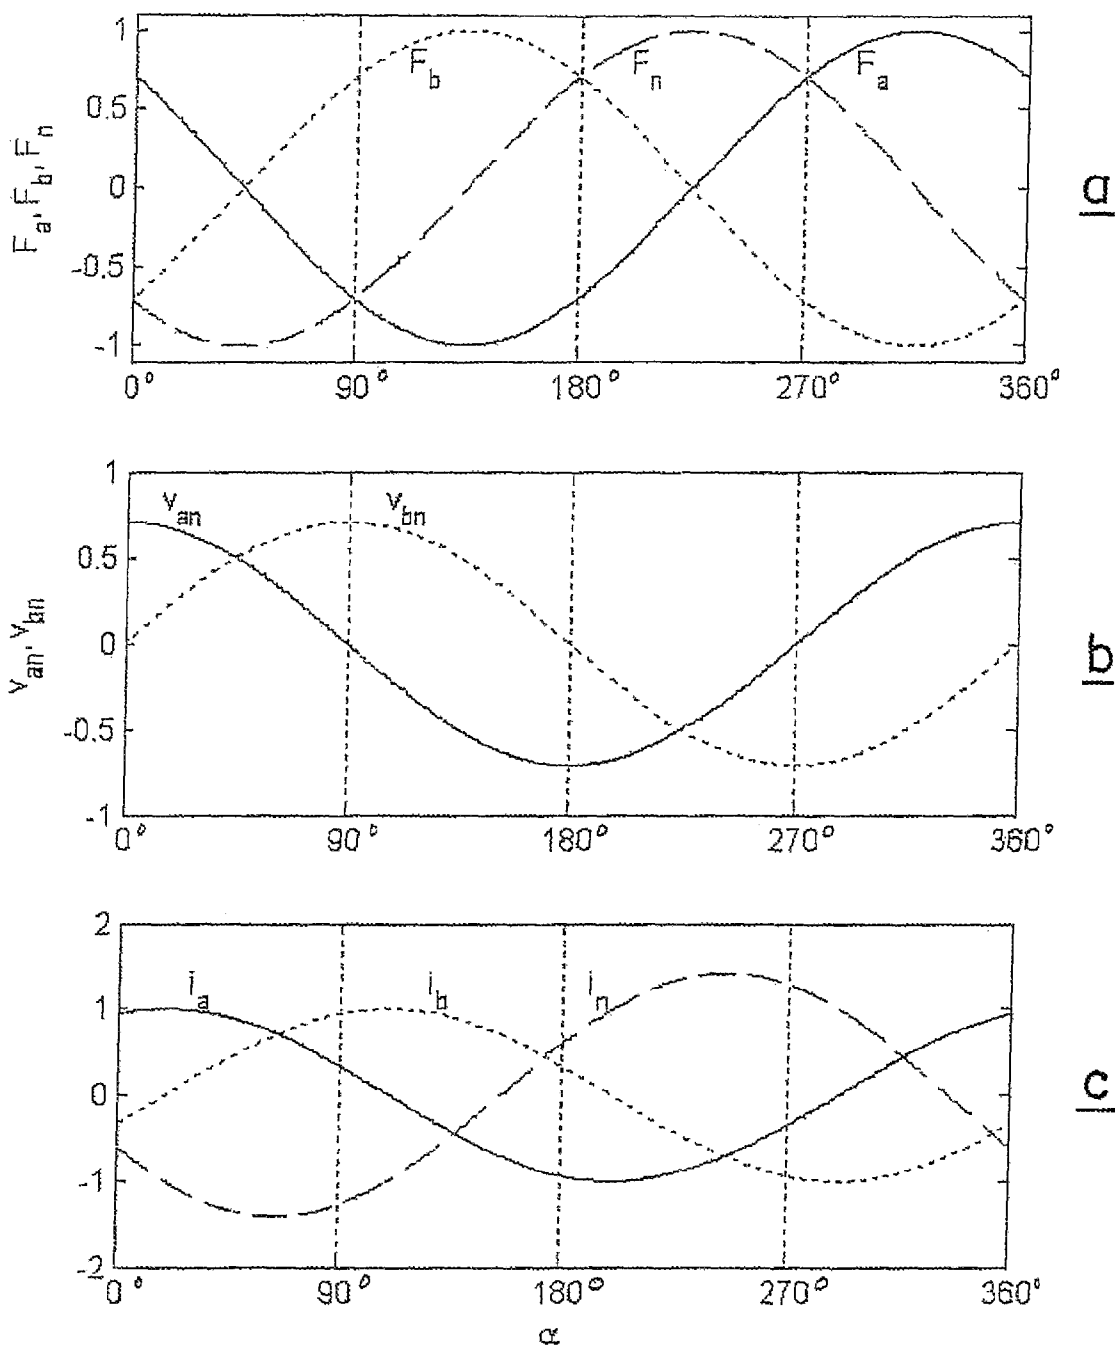 F_a, F_b, F_n
1
0.5
0
-0.5
-1
F_b
F_n
F_a
0° 90° 180° 270° 360°
a
v_an, v_bn
1
0.5
0
-0.5
-1
v_an
v_bn
0° 90° 180° 270° 360°
b
2
1
0
-1
-2
i_a
i_b
i_n
0° 90° 180° 270° 360°
c
α